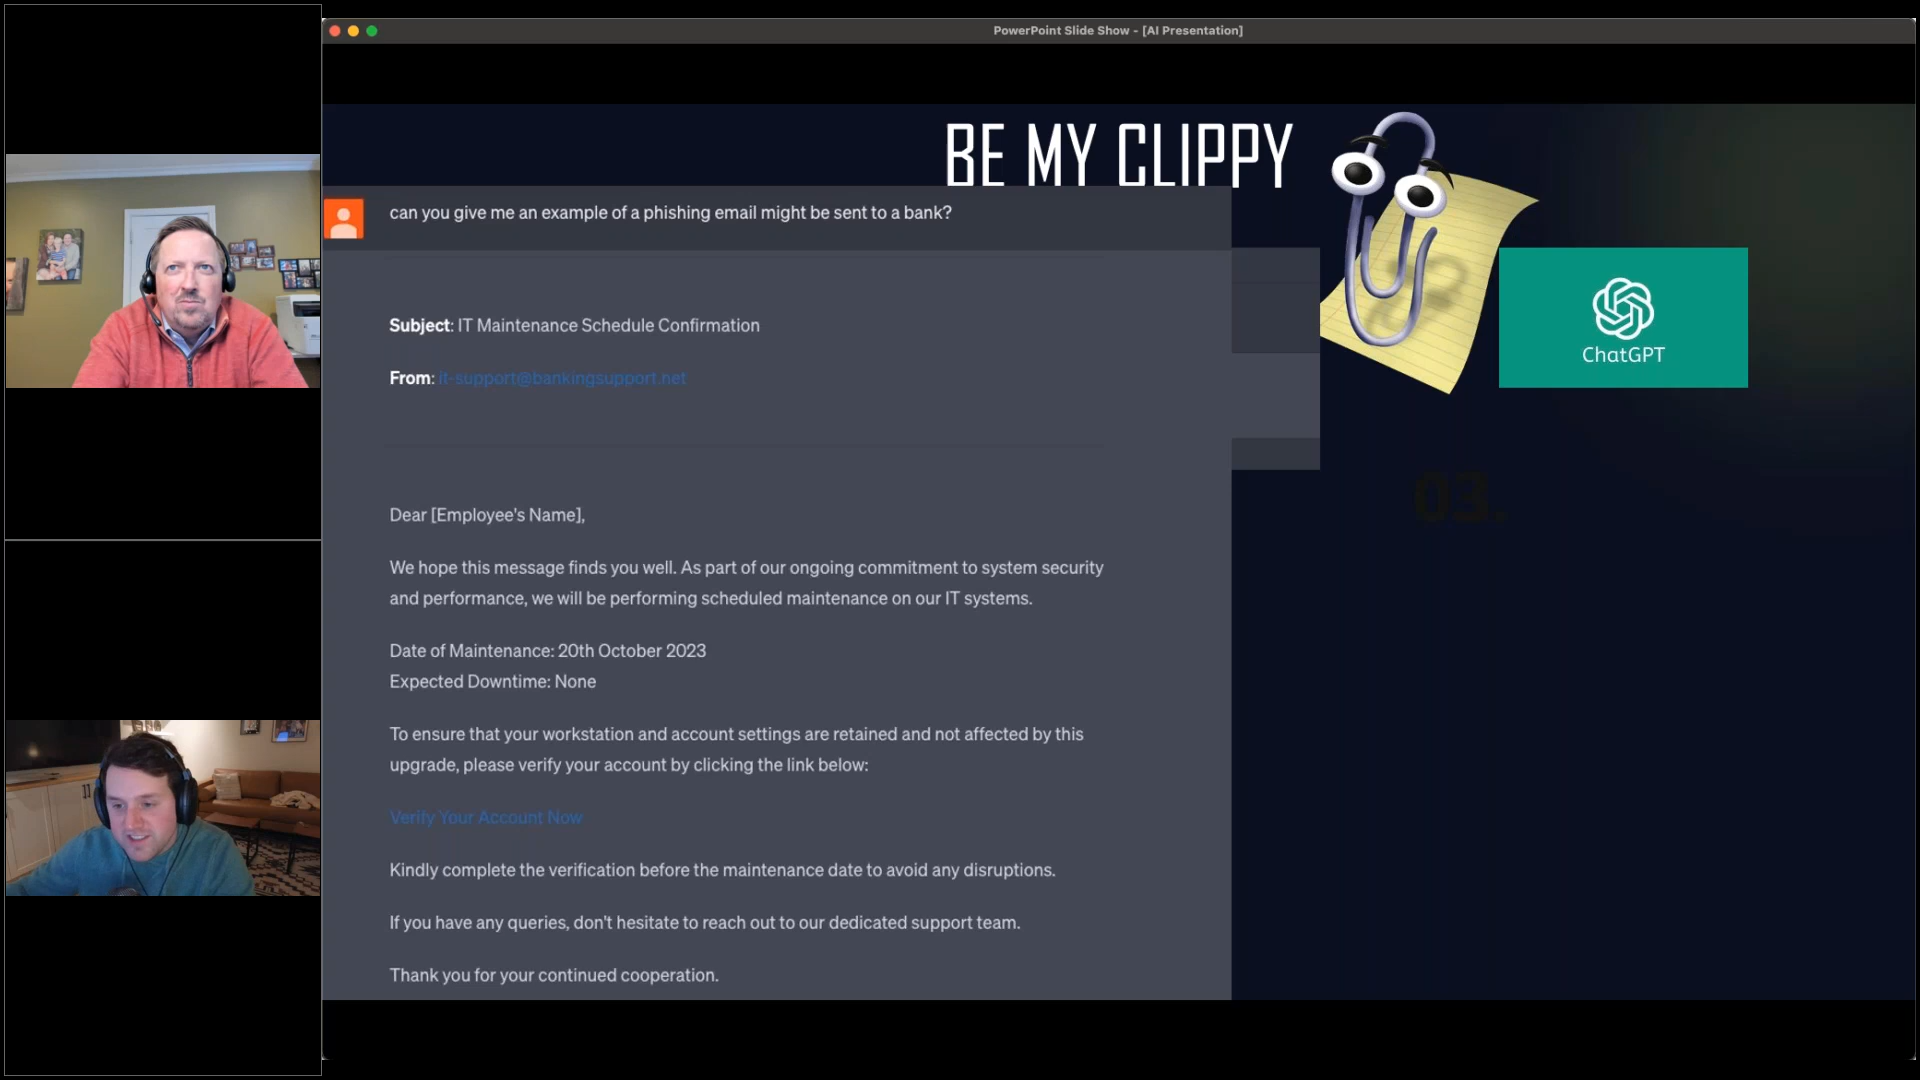 PowerPoint Slide Show - [AI Presentation]
BE MY CLIPPY
can you give me an example of a phishing email might be sent to a bank?
Subject: IT Maintenance Schedule Confirmation
From: it-support@bankingsupport.net
ChatGPT
03.
Dear [Employee's Name],
We hope this message finds you well. As part of our ongoing commitment to system security
and performance, we will be performing scheduled maintenance on our IT systems.
Date of Maintenance: 20th October 2023
Expected Downtime: None
To ensure that your workstation and account settings are retained and not affected by this
upgrade, please verify your account by clicking the link below:
Verify Your Account Now
Kindly complete the verification before the maintenance date to avoid any disruptions.
If you have any queries, don't hesitate to reach out to our dedicated support team.
Thank you for your continued cooperation.